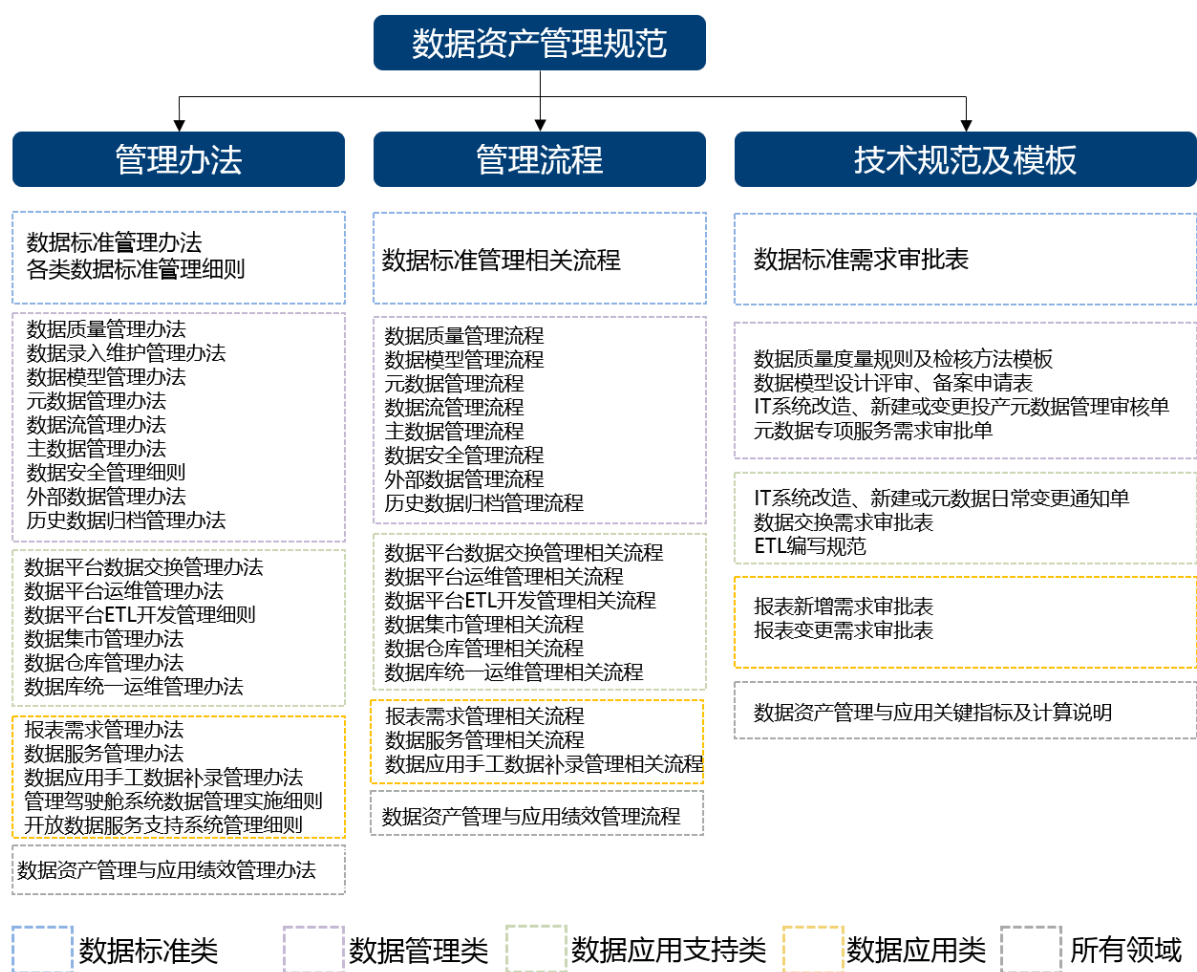 数据资产管理规范
管理办法
数据标准管理办法
各类数据标准管理细则
数据质量管理办法
数据录入维护管理办法
数据模型管理办法
元数据管理办法
数据流管理办法
主数据管理办法
数据安全管理细则
外部数据管理办法
历史数据归档管理办法
数据平台数据交换管理办法
数据平台运维管理办法
数据平台ETL开发管理细则
数据集市管理办法
数据仓库管理办法
数据库统一运维管理办法
报表需求管理办法
数据服务管理办法
数据应用手工数据补录管理办法
管理驾驶舱系统数据管理实施细则
开放数据服务支持系统管理细则
数据资产管理与应用绩效管理办法
管理流程
数据标准管理相关流程
数据质量管理流程
数据模型管理流程
元数据管理流程
数据流管理流程
主数据管理流程
数据安全管理流程
外部数据管理流程
历史数据归档管理流程
数据平台数据交换管理相关流程
数据平台运维管理相关流程
数据平台ETL开发管理相关流程
数据集市管理相关流程
数据仓库管理相关流程
数据库统一运维管理相关流程
报表需求管理相关流程
数据服务管理相关流程
数据应用手工数据补录管理相关流程
数据资产管理与应用绩效管理流程
技术规范及模板
数据标准需求审批表
数据质量度量规则及检核方法模板
数据模型设计评审、备案申请表
IT系统改造、新建或变更投产元数据管理审核单
元数据专项服务需求审批单
IT系统改造、新建或元数据日常变更通知单
数据交换需求审批表
ETL编写规范
报表新增需求审批表
报表变更需求审批表
数据资产管理与应用关键指标及计算说明
数据标准类
数据管理类
数据应用支持类
数据应用类
所有领域